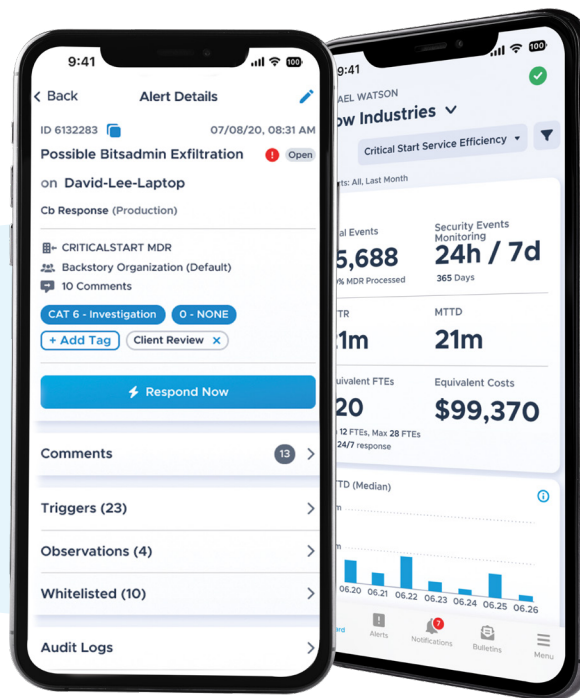 9:41
100
Back
Alert Details
ID 6132283
07/08/20, 08:31 AM
Possible Bitsadmin Exfiltration
Open
on David-Lee-Laptop
Cb Response (Production)
CRITICALSTART MDR
Backstory Organization (Default)
10 Comments
CAT 6 - Investigation
0 - NONE
+ Add Tag
Client Review ×
Respond Now
Comments
13
Triggers (23)
Observations (4)
Whitelisted (10)
Audit Logs
9:41
100
AEL WATSON
ow Industries
Critical Start Service Efficiency
ts: All, Last Month
al Events
5,688
% MDR Processed
Security Events
Monitoring
24h / 7d
365 Days
TR
1m
MTTD
21m
uivalent FTEs
20
12 FTEs, Max 28 FTEs
24/7 response
Equivalent Costs
$99,370
TD (Median)
m
m
06.20 06.21 06.22 06.23 06.24 06.25 06.26
ard
Alerts
7
Notifications
Bulletins
Menu